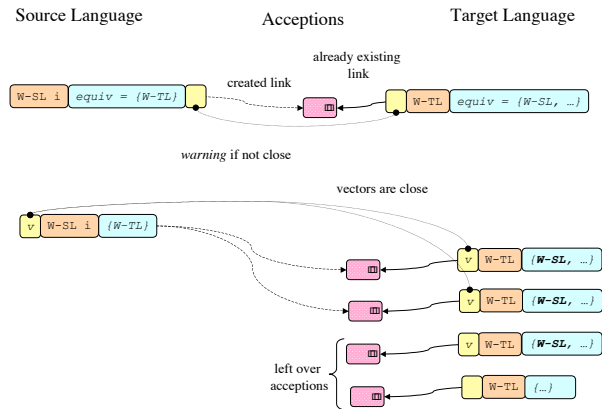 Source Language
Acceptions
Target Language
already existing
link
created link
W-SL i equiv = {W-TL}
W-TL equiv = {W-SL, …}
warning if not close
vectors are close
v W-SL i {W-TL}
v W-TL {W-SL, …}
v W-TL {W-SL, …}
v W-TL {W-SL, …}
left over
acceptions
W-TL {…}